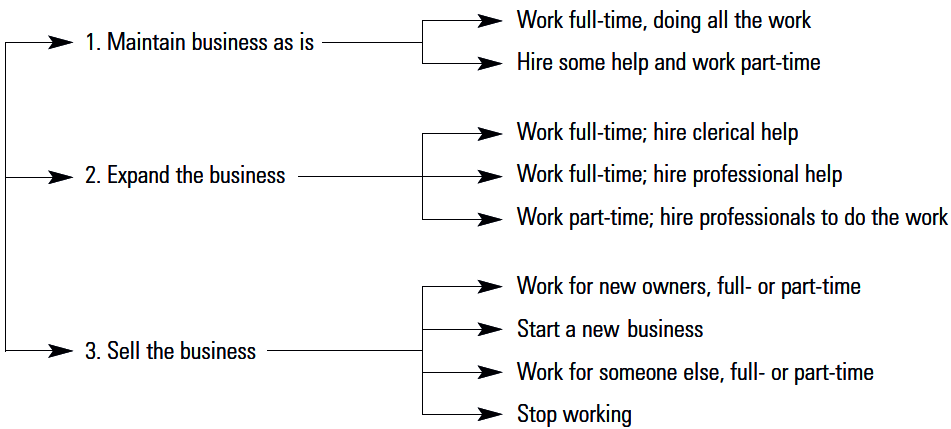 1. Maintain business as is
Work full-time, doing all the work
Hire some help and work part-time
2. Expand the business
Work full-time; hire clerical help
Work full-time; hire professional help
Work part-time; hire professionals to do the work
3. Sell the business
Work for new owners, full- or part-time
Start a new business
Work for someone else, full- or part-time
Stop working